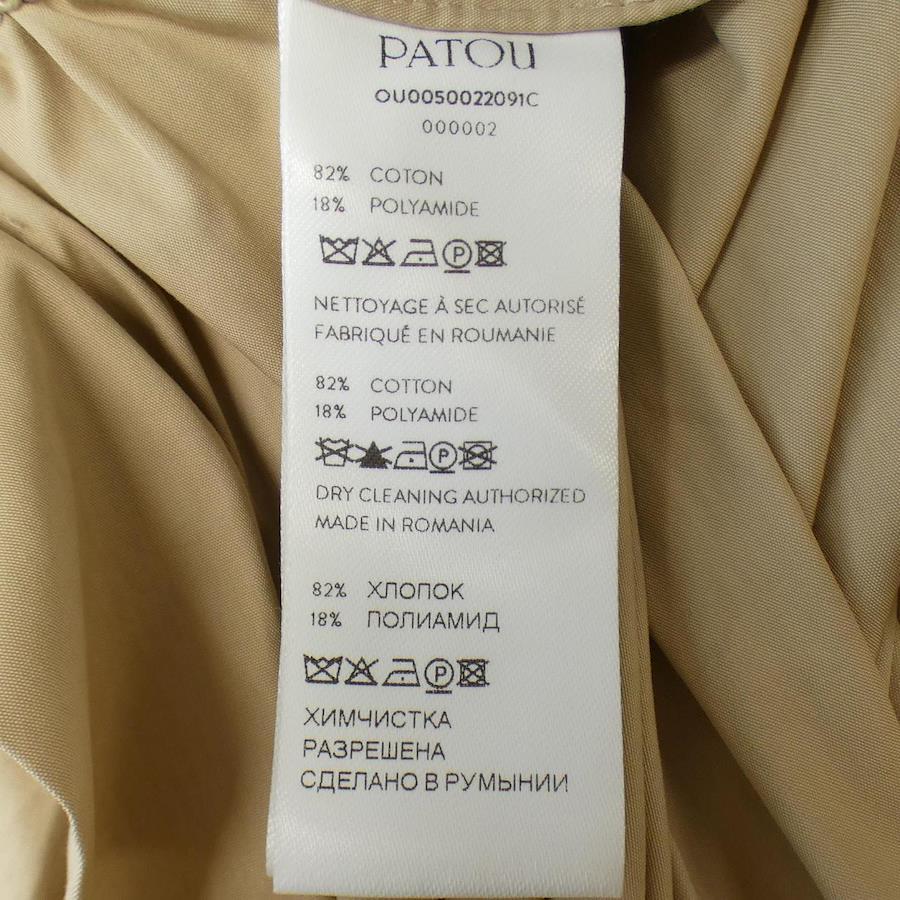 PATOU
OU0050022091C
000002
82% COTON
18% POLYAMIDE
P
NETTOYAGE À SEC AUTORISÉ
FABRIQUÉ EN ROUMANIE
82% COTTON
18% POLYAMIDE
P
DRY CLEANING AUTHORIZED
MADE IN ROMANIA
82% ХЛОПОК
18% ПОЛИАМИД
P
ХИМЧИСТКА
РАЗРЕШЕНА
СДЕЛАНО В РУМЫНИИ